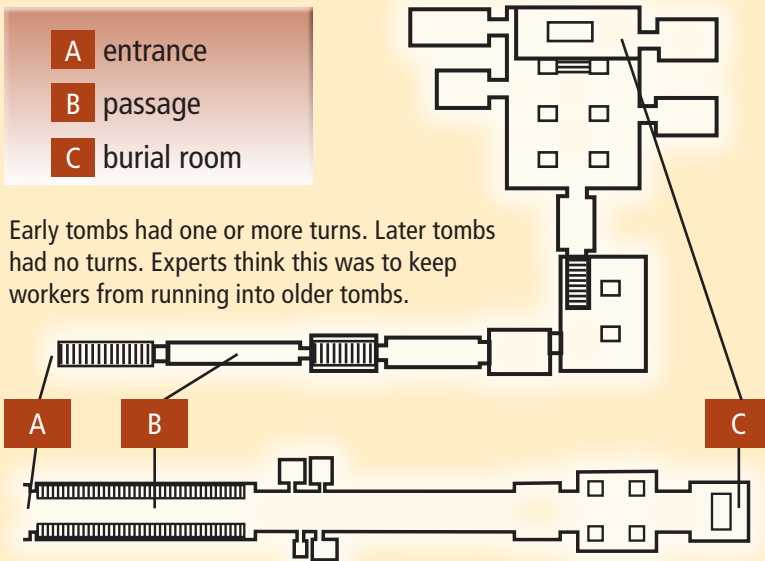 A entrance
B passage
C burial room
Early tombs had one or more turns. Later tombs
had no turns. Experts think this was to keep
workers from running into older tombs.
A
B
C